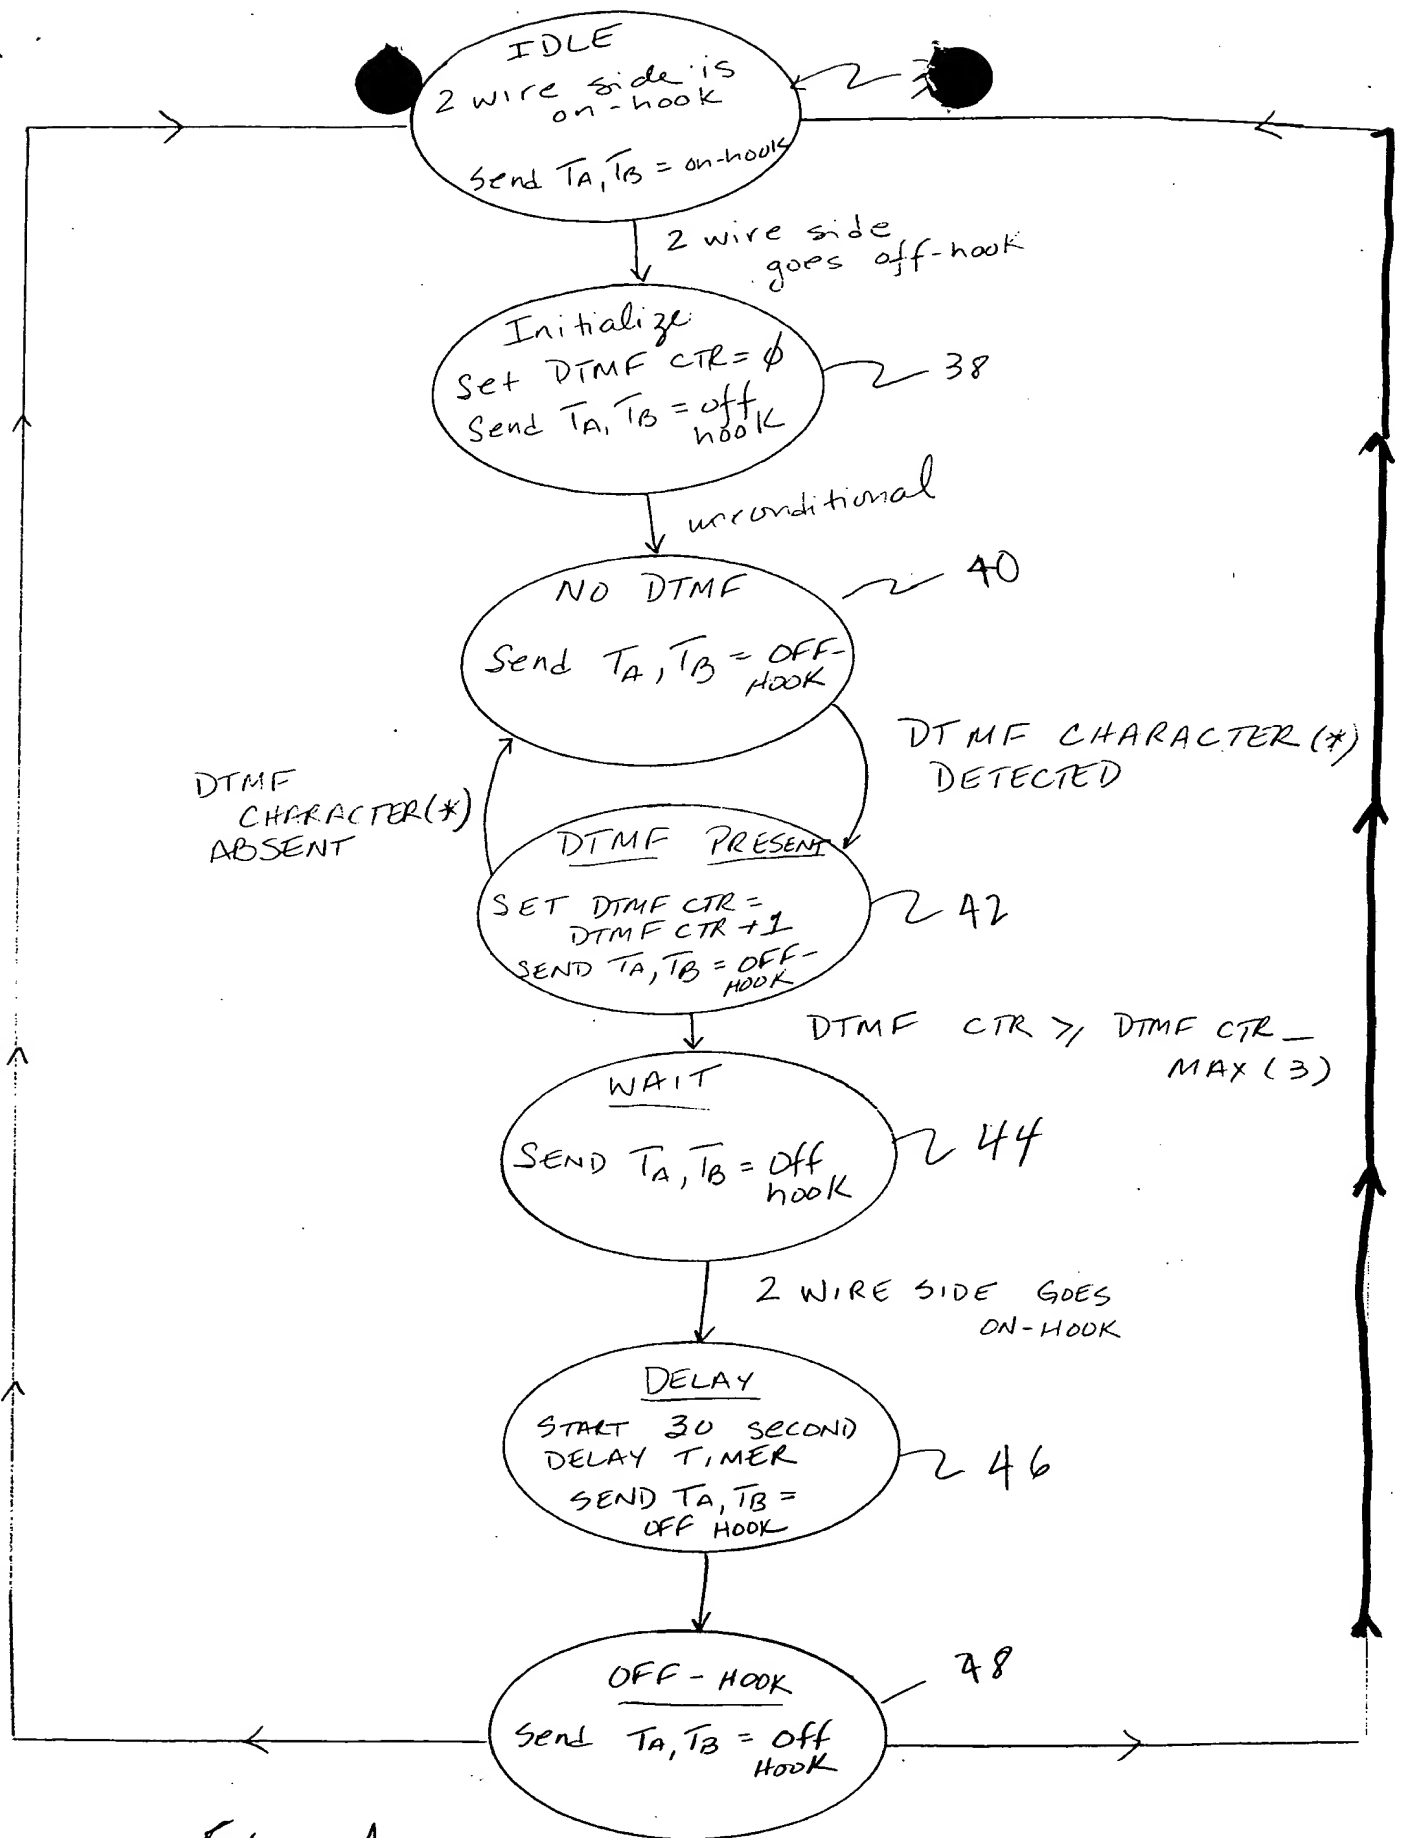 IDLE
2 wire side is
on-hook
Send TA, TB = on-hook
2 wire side
goes off-hook
Initialize
Set DTMF CTR = ϕ
Send TA, TB = off
hook
38
unconditional
NO DTMF
40
Send TA, TB = OFF-
HOOK
DTMF CHARACTER (*)
DETECTED
DTMF
CHARACTER (*)
ABSENT
DTMF PRESENT
SET DTMF CTR =
DTMF CTR + 1
SEND TA, TB = OFF-
HOOK
42
DTMF CTR ≥ DTMF CTR_
MAX (3)
WAIT
SEND TA, TB = Off
hook
44
2 WIRE SIDE GOES
ON-HOOK
DELAY
START 30 SECOND
DELAY TIMER
SEND TA, TB =
OFF HOOK
46
OFF-HOOK
Send TA, TB = Off
HOOK
48